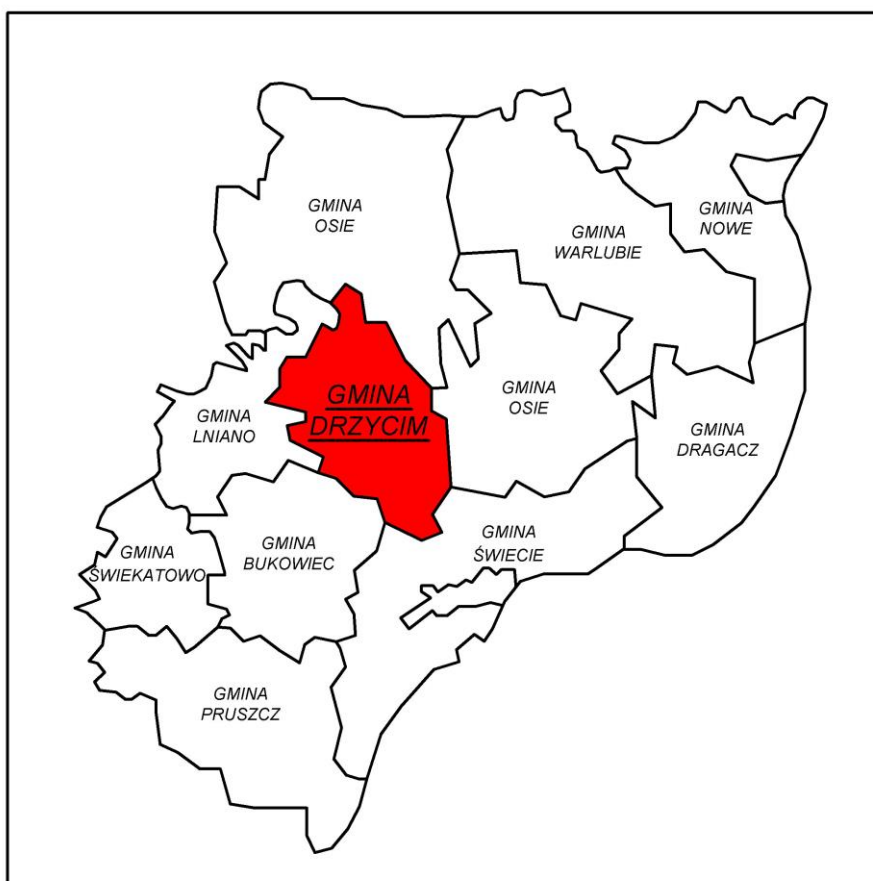 GMINA
OSIE
GMINA
NOWE
GMINA
WARLUBIE
GMINA
DRZYCIM
GMINA
OSIE
GMINA
LNIANO
GMINA
DRAGACZ
GMINA
ŚWIECIE
GMINA
BUKOWIEC
GMINA
ŚWIEKATOWO
GMINA
PRUSZCZ